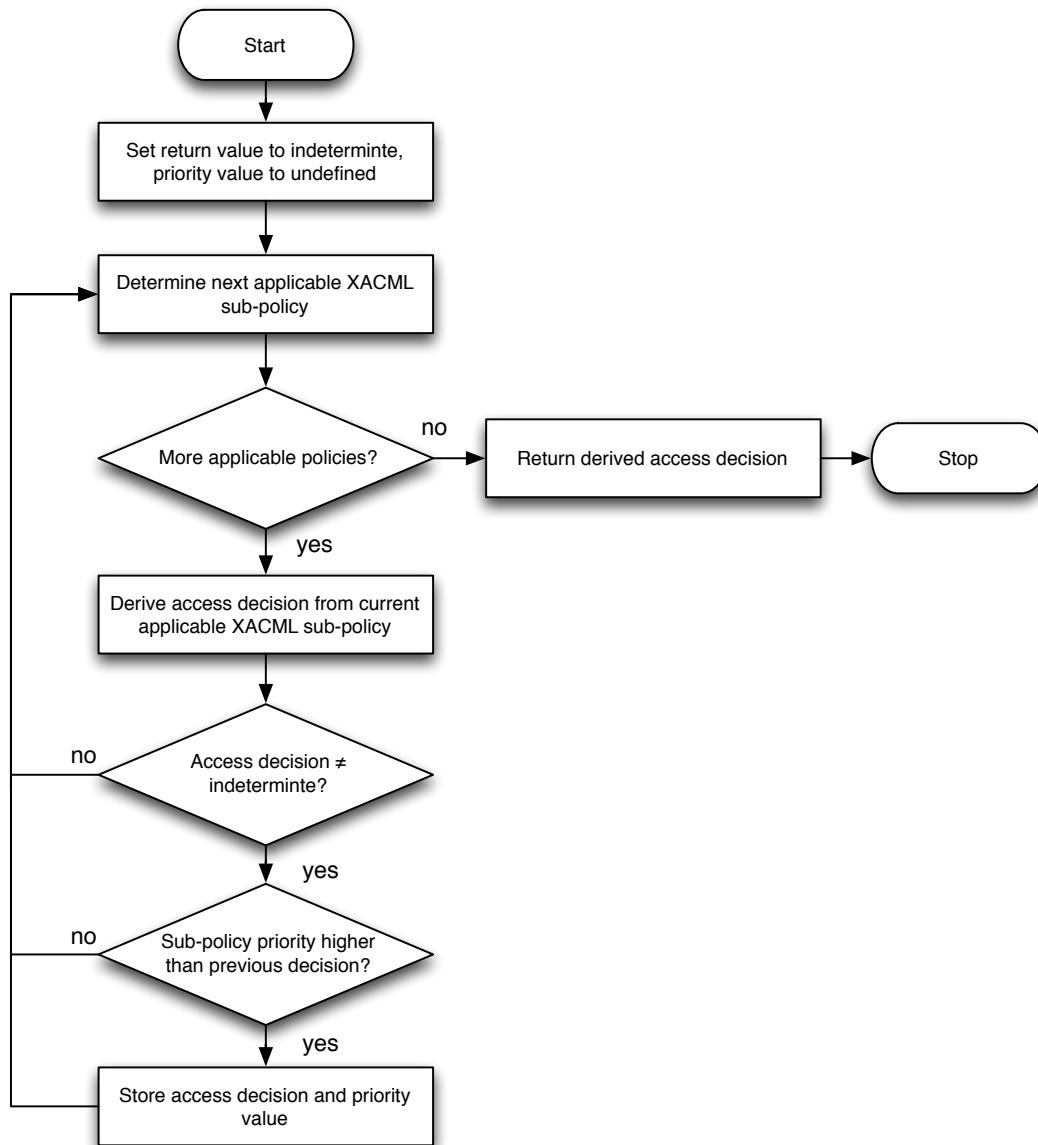 Start
Set return value to indeterminte,
priority value to undefined
Determine next applicable XACML
sub-policy
More applicable policies?
no
Return derived access decision
Stop
yes
Derive access decision from current
applicable XACML sub-policy
no
Access decision ≠
indeterminte?
yes
no
Sub-policy priority higher
than previous decision?
yes
Store access decision and priority
value